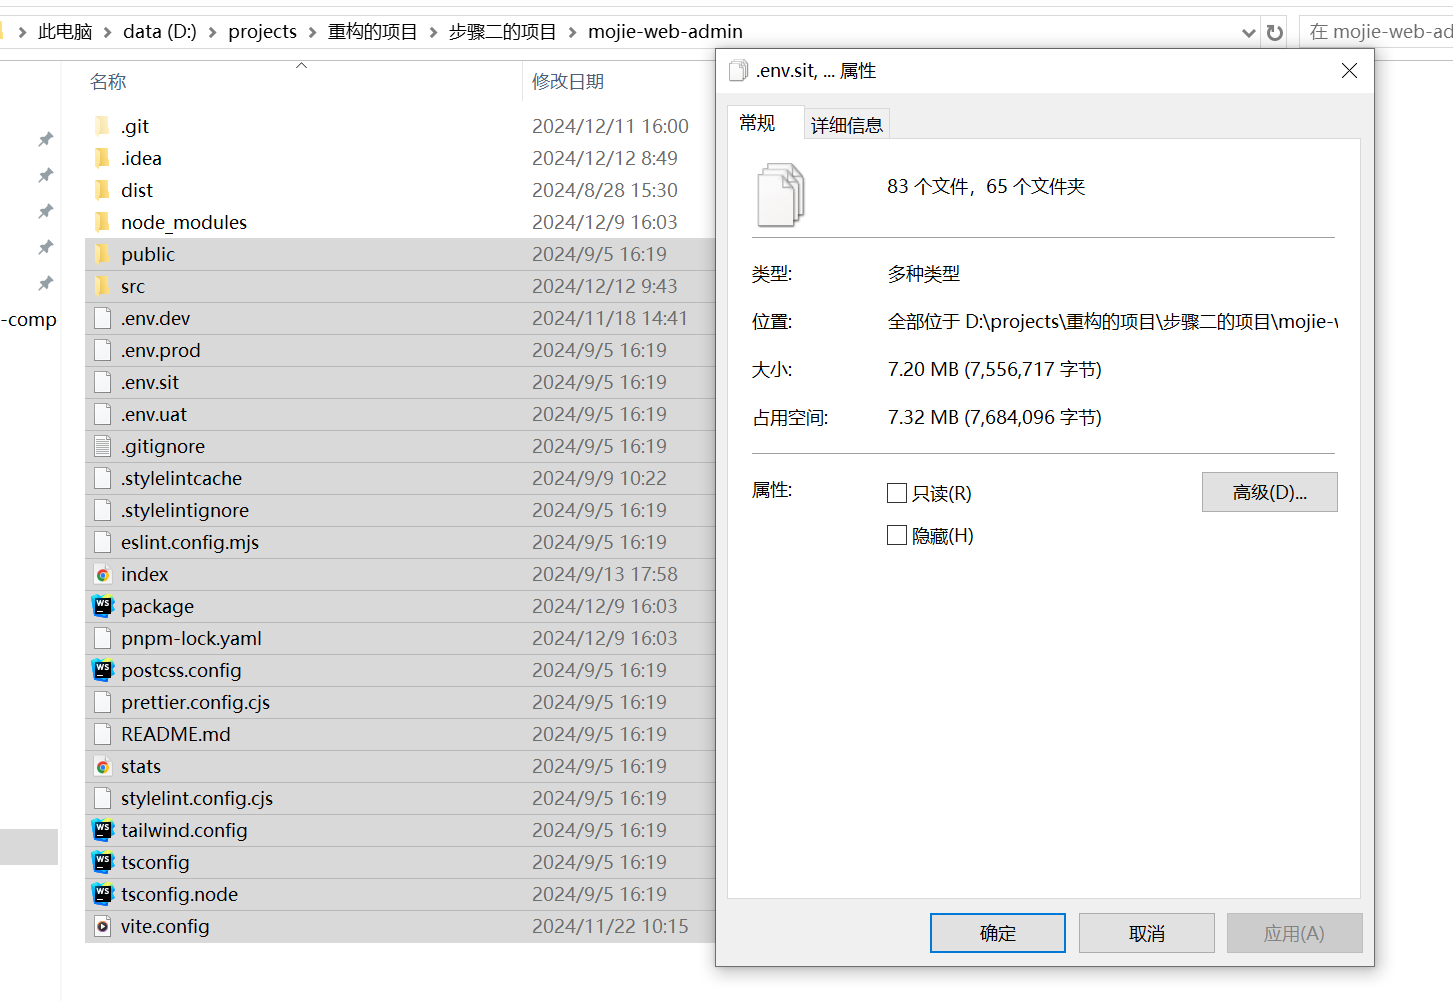 此电脑 > data (D:) > projects > 重构的项目 > 步骤二的项目 > mojie-web-admin
在 mojie-web-ad
名称 修改日期
.git 2024/12/11 16:00
.idea 2024/12/12 8:49
dist 2024/8/28 15:30
node_modules 2024/12/9 16:03
public 2024/9/5 16:19
src 2024/12/12 9:43
-comp
.env.dev 2024/11/18 14:41
.env.prod 2024/9/5 16:19
.env.sit 2024/9/5 16:19
.env.uat 2024/9/5 16:19
.gitignore 2024/9/5 16:19
.stylelintcache 2024/9/9 10:22
.stylelintignore 2024/9/5 16:19
eslint.config.mjs 2024/9/5 16:19
index 2024/9/13 17:58
package 2024/12/9 16:03
pnpm-lock.yaml 2024/12/9 16:03
postcss.config 2024/9/5 16:19
prettier.config.cjs 2024/9/5 16:19
README.md 2024/9/5 16:19
stats 2024/9/5 16:19
stylelint.config.cjs 2024/9/5 16:19
tailwind.config 2024/9/5 16:19
tsconfig 2024/9/5 16:19
tsconfig.node 2024/9/5 16:19
vite.config 2024/11/22 10:15
.env.sit, ... 属性
常规 详细信息
83 个文件，65 个文件夹
类型: 多种类型
位置: 全部位于 D:\projects\重构的项目\步骤二的项目\mojie-w
大小: 7.20 MB (7,556,717 字节)
占用空间: 7.32 MB (7,684,096 字节)
属性: 只读(R) 高级(D)...
隐藏(H)
确定 取消 应用(A)